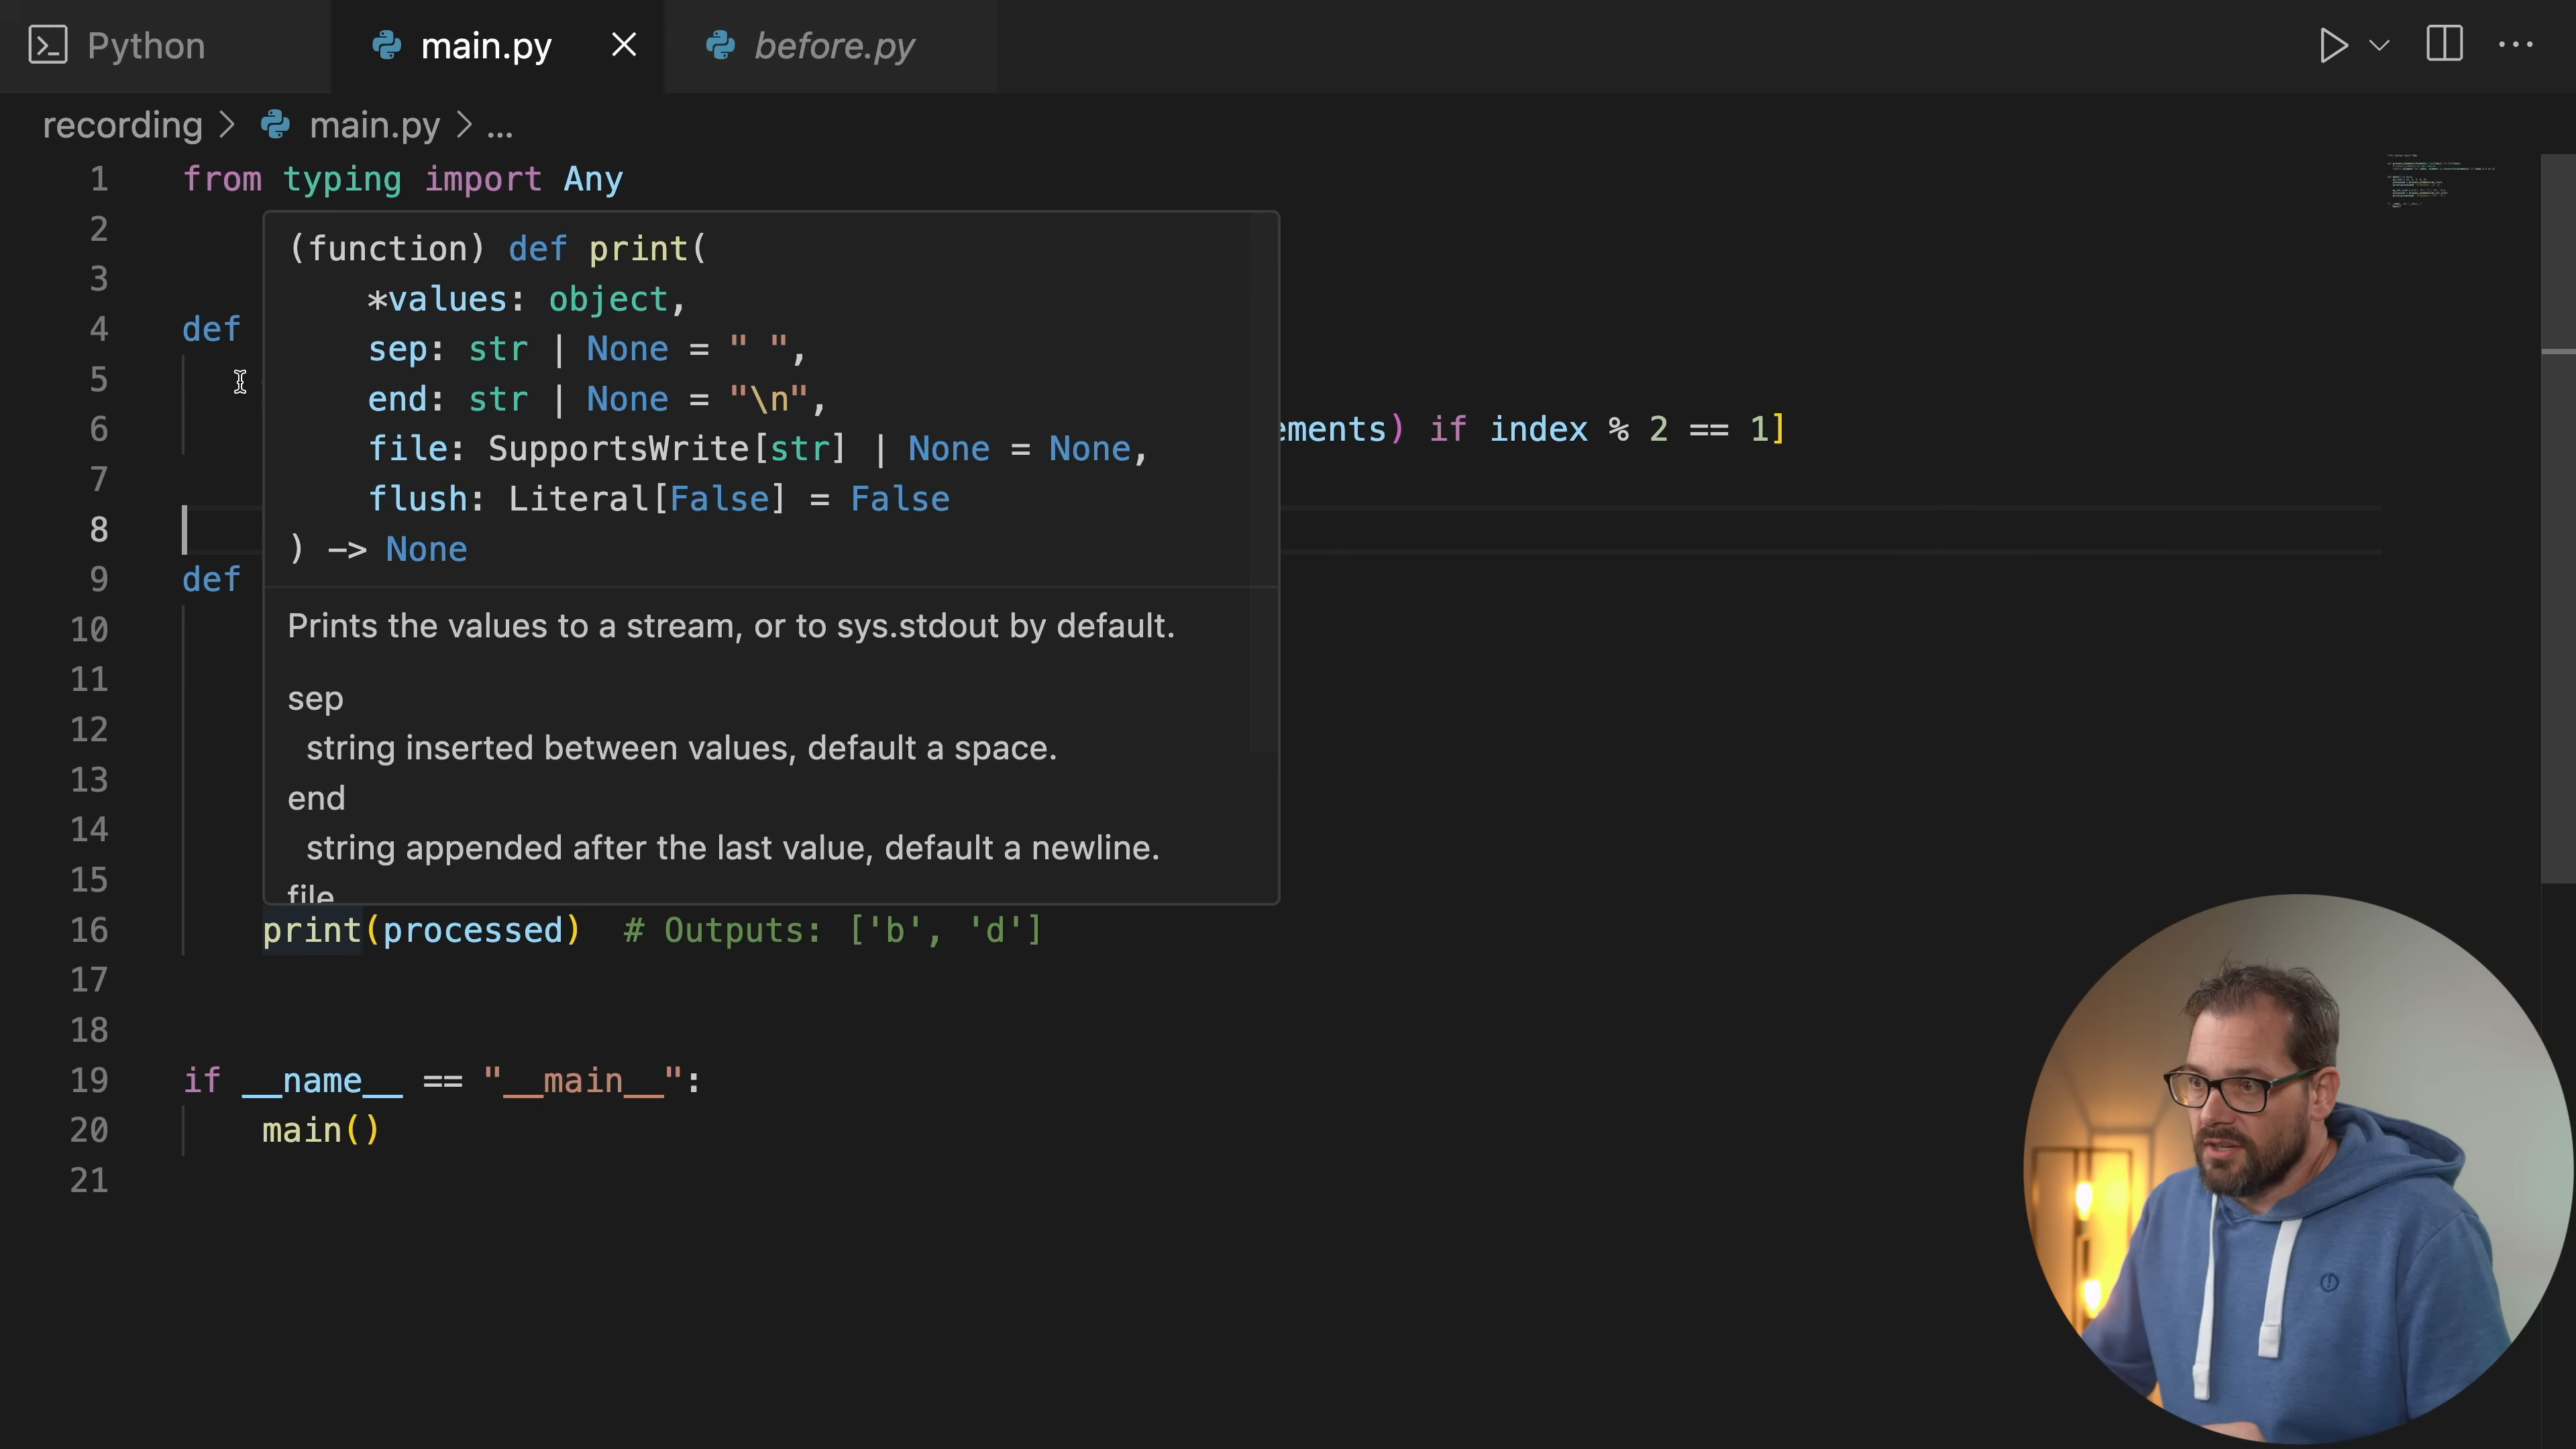 Python
main.py
before.py
recording > main.py > ...
1 from typing import Any
2
3
4 def
5
6 ements) if index % 2 == 1]
7
8
9 def
10
11
12
13
14
15
(function) def print(
*values: object,
sep: str | None = " ",
end: str | None = "\n",
file: SupportsWrite[str] | None = None,
flush: Literal[False] = False
) -> None
Prints the values to a stream, or to sys.stdout by default.
sep
string inserted between values, default a space.
end
string appended after the last value, default a newline.
file
16 print(processed) # Outputs: ['b', 'd']
17
18
19 if __name__ == "__main__":
20 main()
21